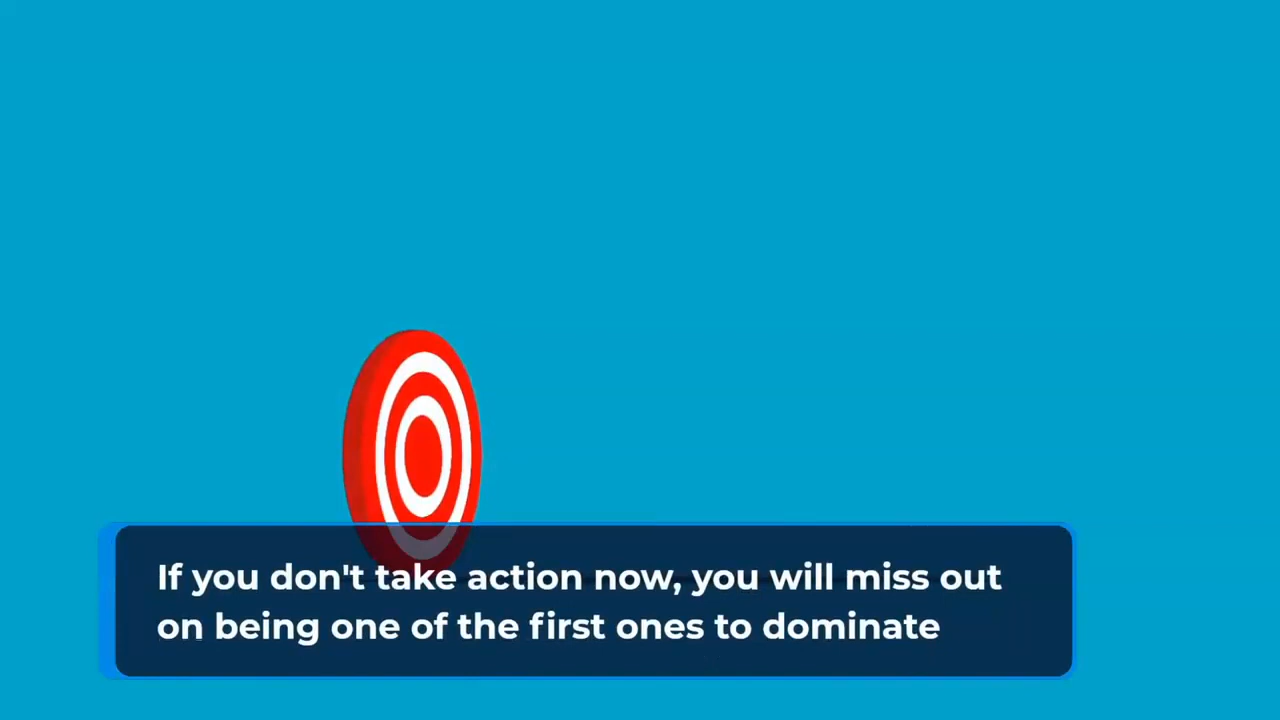 If you don't take action now, you will miss out
on being one of the first ones to dominate